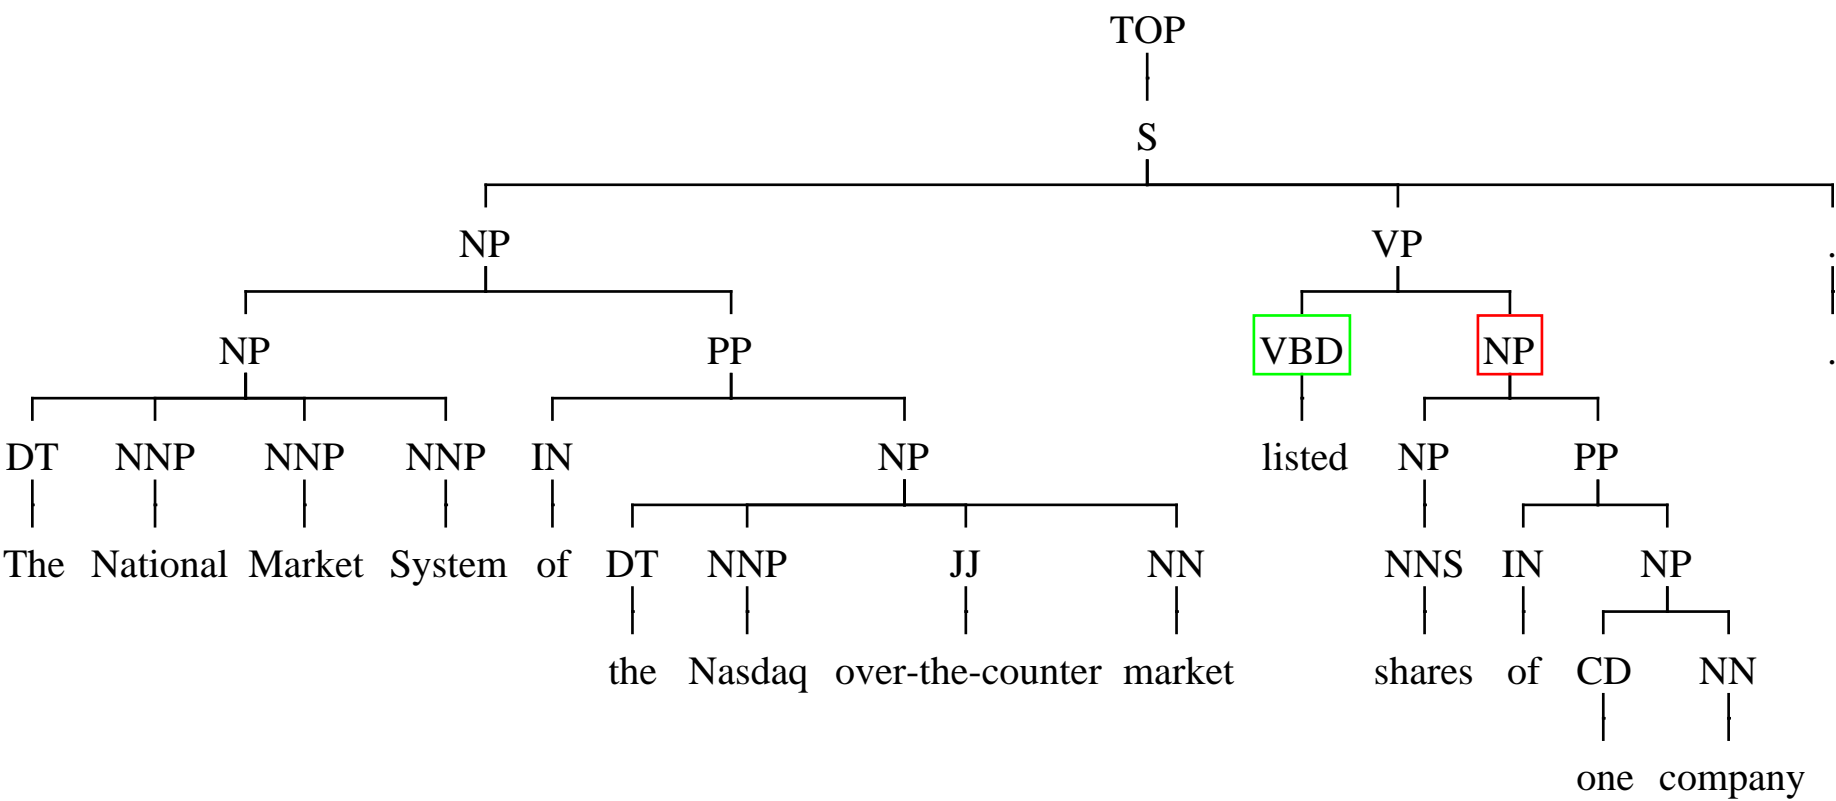 TOP
S
NP VP .
NP PP VBD NP .
DT NNP NNP NNP IN NP listed NP PP
The National Market System of DT NNP JJ NN NNS IN NP
the Nasdaq over-the-counter market shares of CD NN
one company